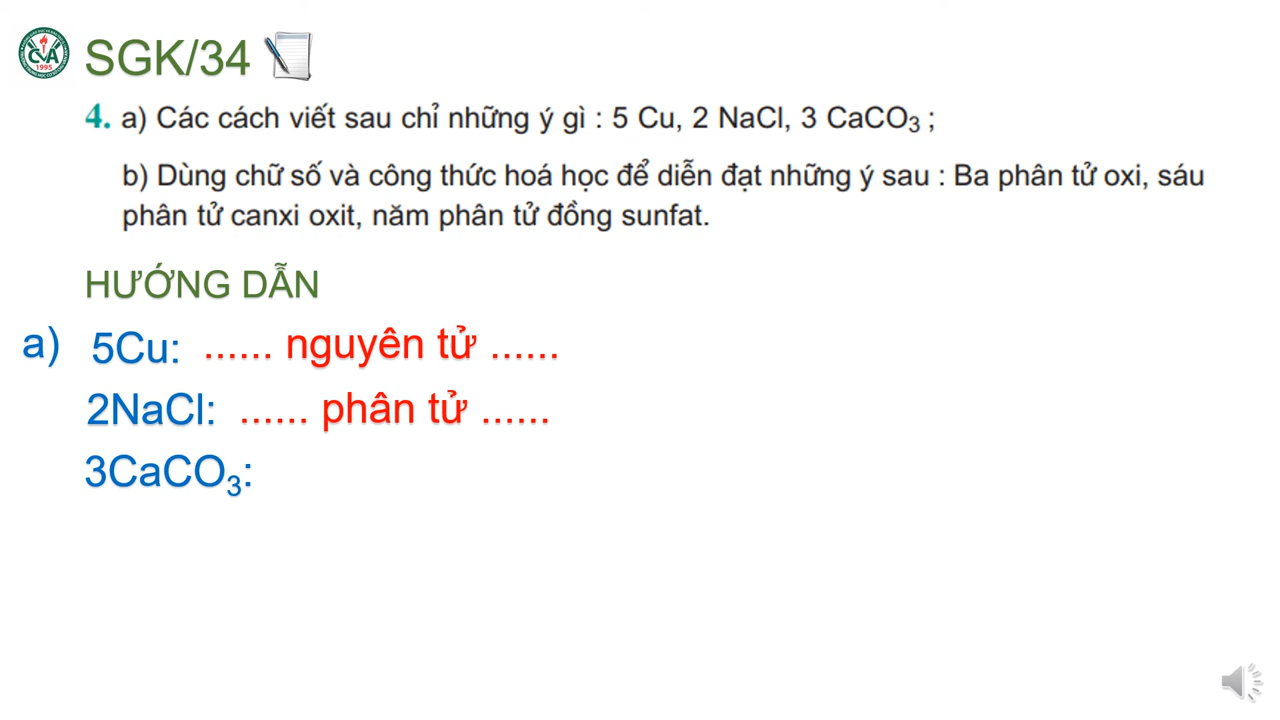 CVA
1995
SGK/34
4. a) Các cách viết sau chỉ những ý gì : 5 Cu, 2 NaCl, 3 CaCO₃ ;
b) Dùng chữ số và công thức hoá học để diễn đạt những ý sau : Ba phân tử oxi, sáu
phân tử canxi oxit, năm phân tử đồng sunfat.
HƯỚNG DẪN
a) 5Cu: ...... nguyên tử ......
2NaCl: ...... phân tử ......
3CaCO₃: